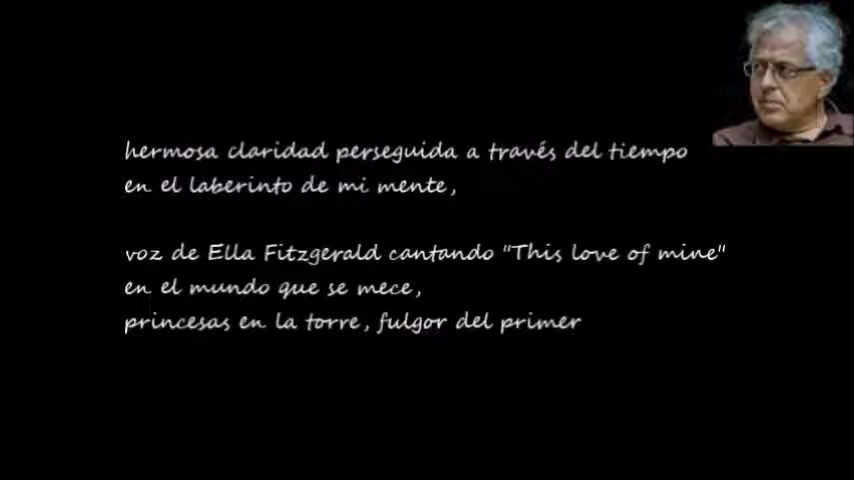 hermosa claridad perseguida a través del tiempo
en el laberinto de mi mente,
voz de Ella Fitzgerald cantando "This love of mine"
en el mundo que se mece,
princesas en la torre, fulgor del primer